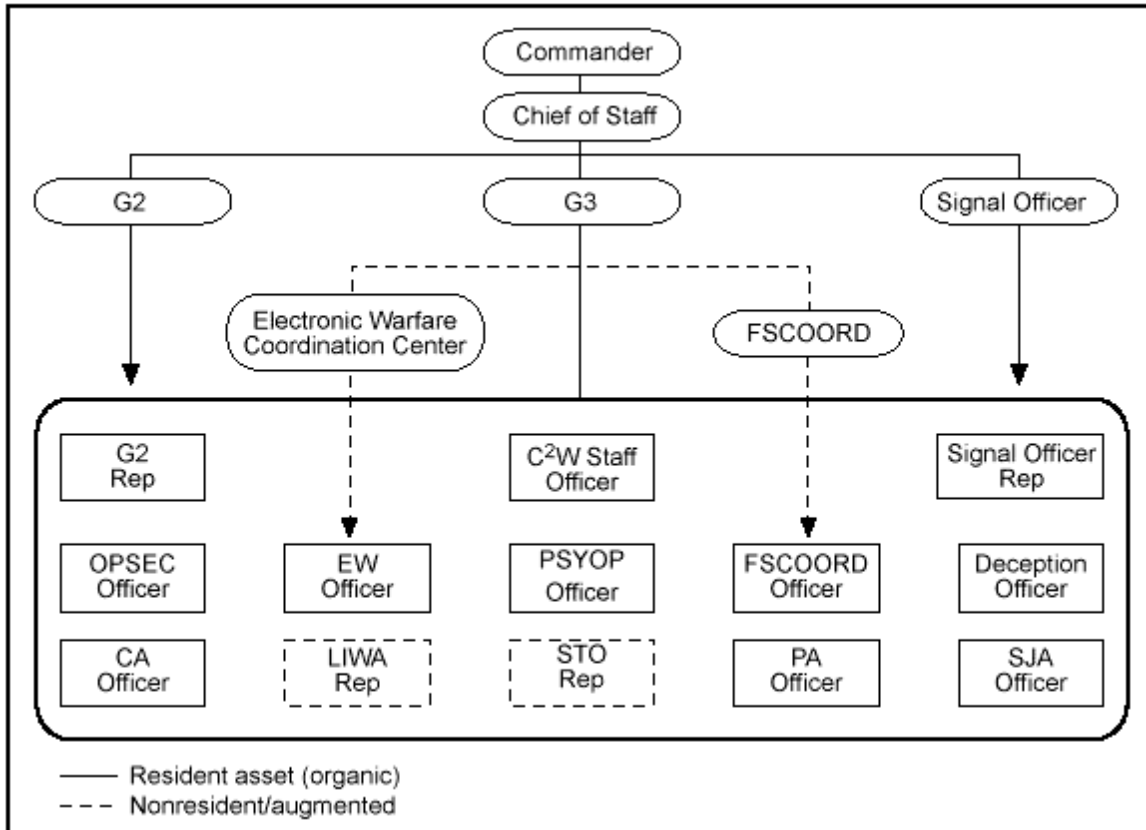 Commander
Chief of Staff
G2
G3
Signal Officer
Electronic Warfare
Coordination Center
FSCOORD
G2
Rep
C²W Staff
Officer
Signal Officer
Rep
OPSEC
Officer
EW
Officer
PSYOP
Officer
FSCOORD
Officer
Deception
Officer
CA
Officer
LIWA
Rep
STO
Rep
PA
Officer
SJA
Officer
Resident asset (organic)
Nonresident/augmented